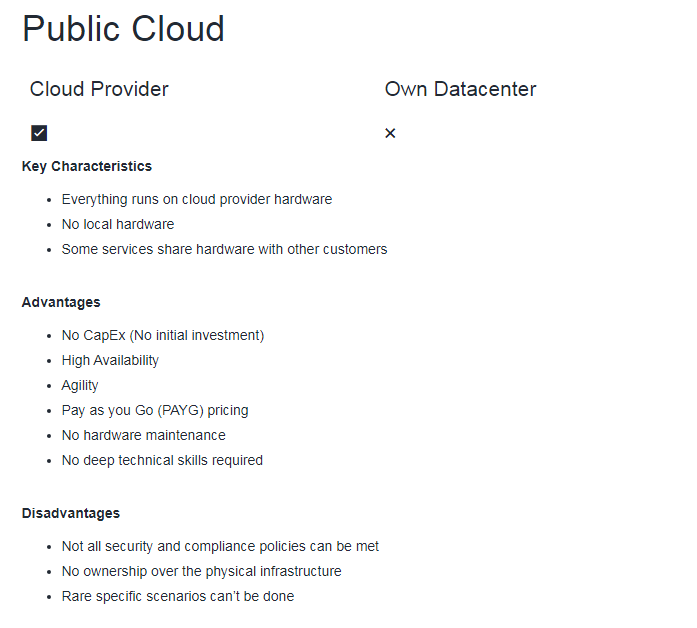 Public Cloud
Cloud Provider Own Datacenter
☑ ✕
Key Characteristics
• Everything runs on cloud provider hardware
• No local hardware
• Some services share hardware with other customers
Advantages
• No CapEx (No initial investment)
• High Availability
• Agility
• Pay as you Go (PAYG) pricing
• No hardware maintenance
• No deep technical skills required
Disadvantages
• Not all security and compliance policies can be met
• No ownership over the physical infrastructure
• Rare specific scenarios can’t be done